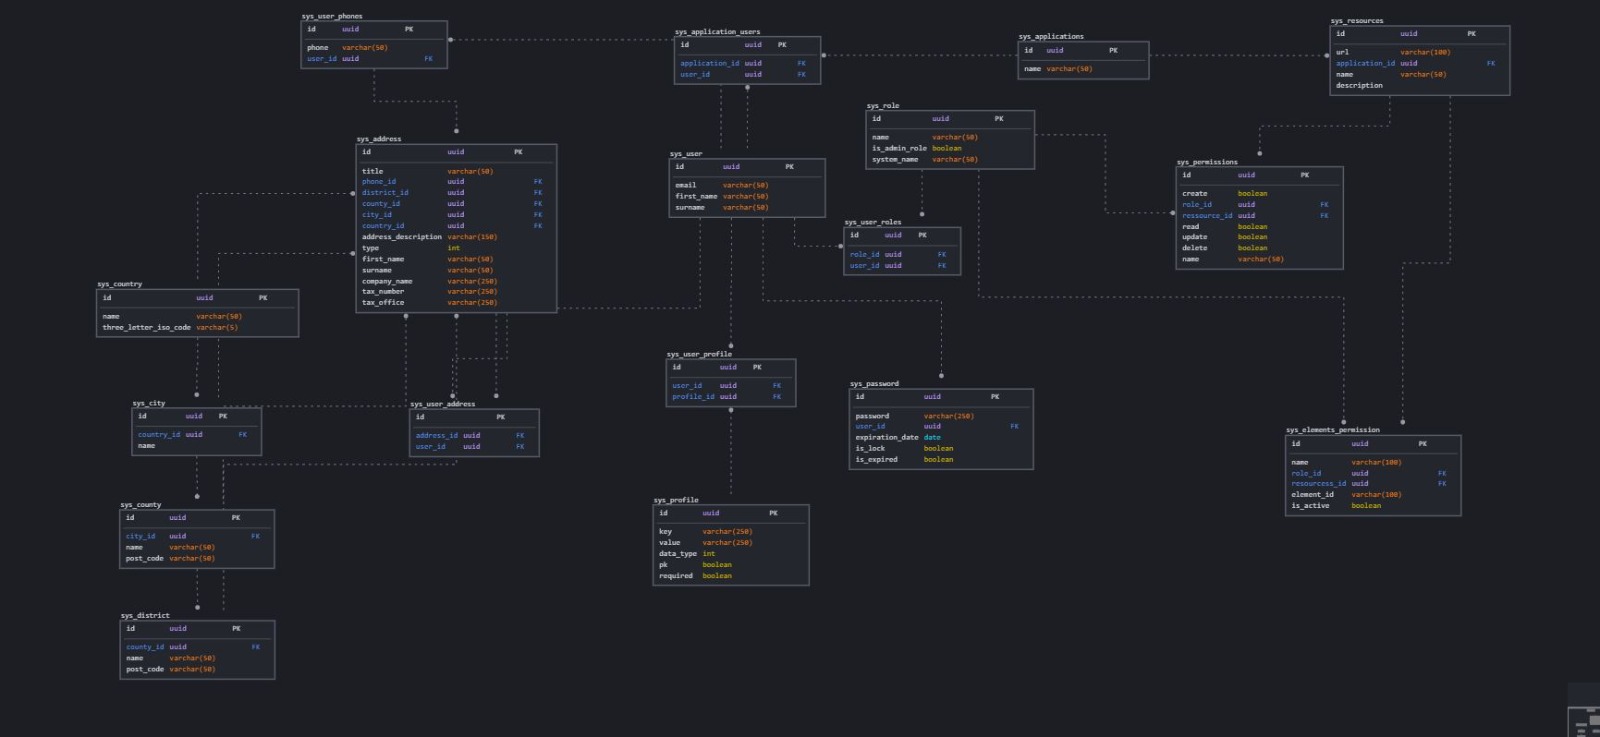 sys_user_phones
id uuid PK
phone varchar(50)
user_id uuid FK
sys_application_users
id uuid PK
application_id uuid FK
user_id uuid FK
sys_applications
id uuid PK
name varchar(50)
sys_resources
id uuid PK
url varchar(100)
application_id uuid FK
name varchar(50)
description
sys_role
id uuid PK
name varchar(50)
is_admin_role boolean
system_name varchar(50)
sys_address
id uuid PK
title varchar(50)
phone_id uuid FK
district_id uuid FK
county_id uuid FK
city_id uuid FK
country_id uuid FK
address_description varchar(150)
type int
first_name varchar(50)
surname varchar(50)
company_name varchar(250)
tax_number varchar(250)
tax_office varchar(250)
sys_user
id uuid PK
email varchar(50)
first_name varchar(50)
surname varchar(50)
sys_permissions
id uuid PK
create boolean
role_id uuid FK
ressource_id uuid FK
read boolean
update boolean
delete boolean
name varchar(50)
sys_user_roles
id uuid PK
role_id uuid FK
user_id uuid FK
sys_country
id uuid PK
name varchar(50)
three_letter_iso_code varchar(5)
sys_user_profile
id uuid PK
user_id uuid FK
profile_id uuid FK
sys_password
id uuid PK
password varchar(250)
user_id uuid FK
expiration_date date
is_lock boolean
is_expired boolean
sys_city
id uuid PK
country_id uuid FK
name
sys_user_address
id uuid PK
address_id uuid FK
user_id uuid FK
sys_elements_permission
id uuid PK
name varchar(100)
role_id uuid FK
resourcess_id uuid FK
element_id varchar(100)
is_active boolean
sys_county
id uuid PK
city_id uuid FK
name varchar(50)
post_code varchar(50)
sys_profile
id uuid PK
key varchar(250)
value varchar(250)
data_type int
pk boolean
required boolean
sys_district
id uuid PK
county_id uuid FK
name varchar(50)
post_code varchar(50)